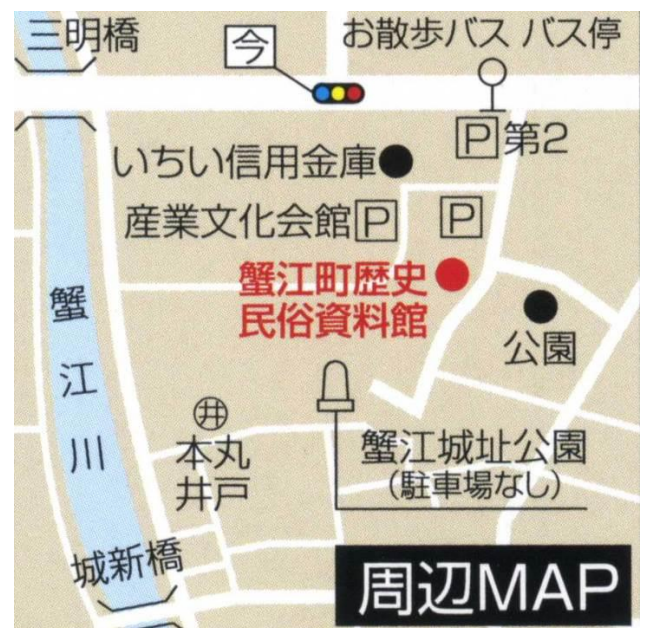 三明橋
今
お散歩バス バス停
P 第2
いちい信用金庫
産業文化会館 P
P
蟹江町歴史
民俗資料館
公園
蟹江川
井
本丸
井戸
蟹江城址公園
(駐車場なし)
城新橋
周辺MAP